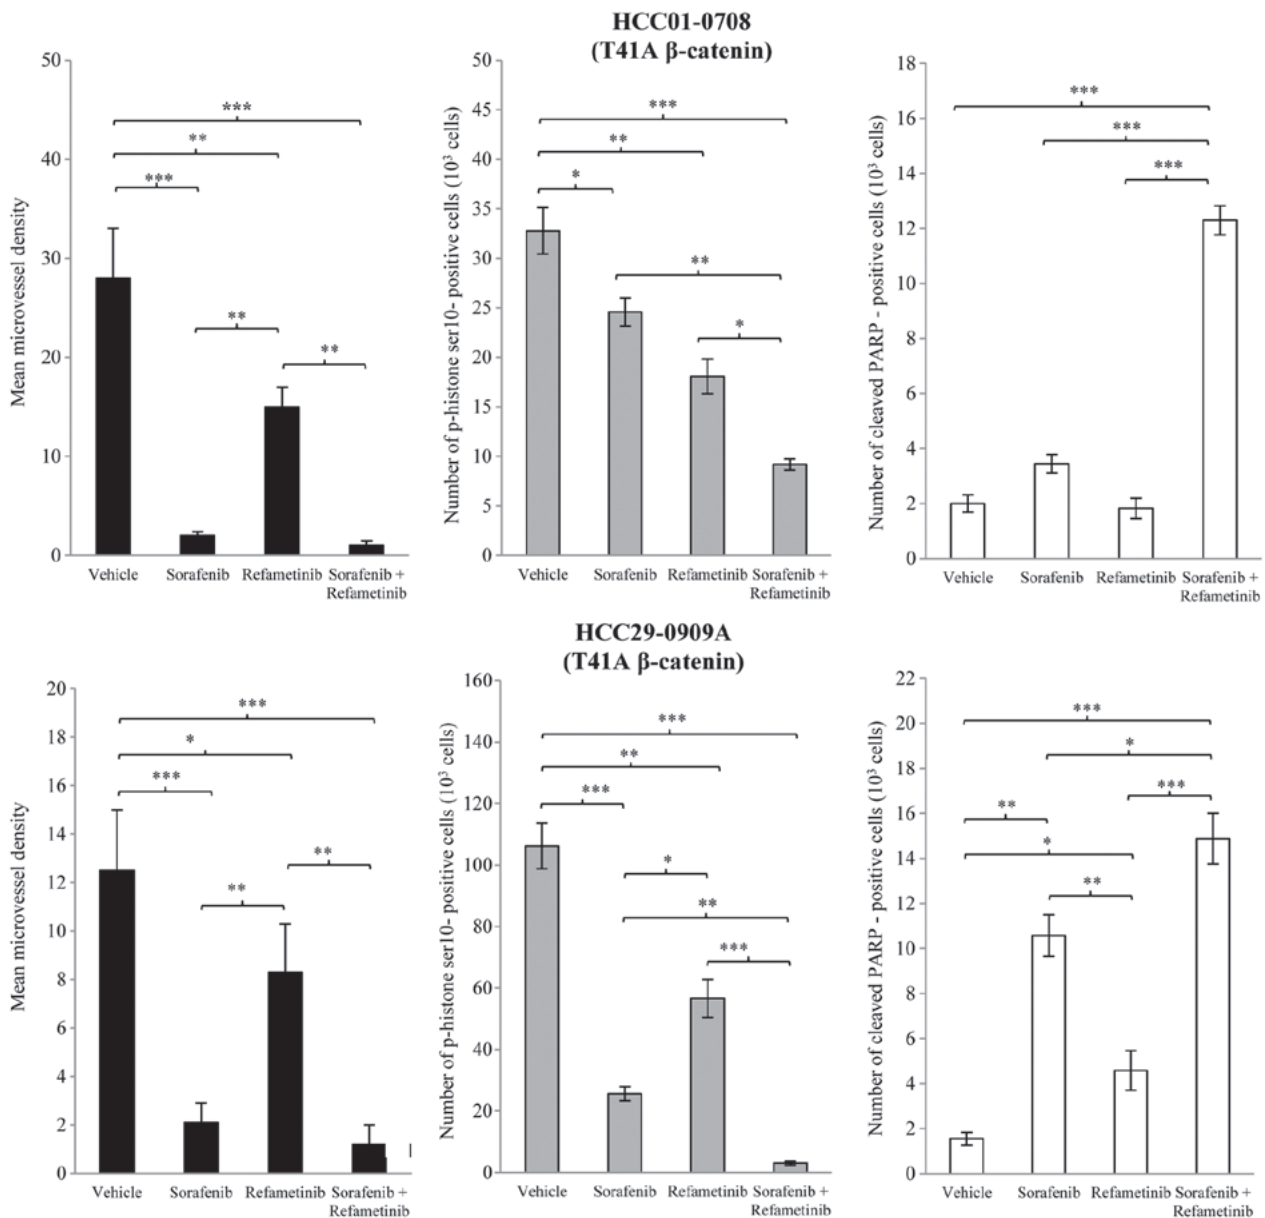 HCC01-0708
(T41A β-catenin)
Mean microvessel density
50
40
30
20
10
0
***
**
***
**
**
Vehicle
Sorafenib
Refametinib
Sorafenib +
Refametinib
Number of p-histone ser10- positive cells (10³ cells)
50
45
40
35
30
25
20
15
10
5
0
***
**
*
**
*
Vehicle
Sorafenib
Refametinib
Sorafenib +
Refametinib
Number of cleaved PARP - positive cells (10³ cells)
18
16
14
12
10
8
6
4
2
0
***
***
***
Vehicle
Sorafenib
Refametinib
Sorafenib +
Refametinib
HCC29-0909A
(T41A β-catenin)
Mean microvessel density
20
18
16
14
12
10
8
6
4
2
0
***
*
***
**
**
Vehicle
Sorafenib
Refametinib
Sorafenib +
Refametinib
Number of p-histone ser10- positive cells (10³ cells)
160
140
120
100
80
60
40
20
0
***
**
***
*
**
***
Vehicle
Sorafenib
Refametinib
Sorafenib +
Refametinib
Number of cleaved PARP - positive cells (10³ cells)
22
20
18
16
14
12
10
8
6
4
2
0
***
*
***
**
*
**
Vehicle
Sorafenib
Refametinib
Sorafenib +
Refametinib